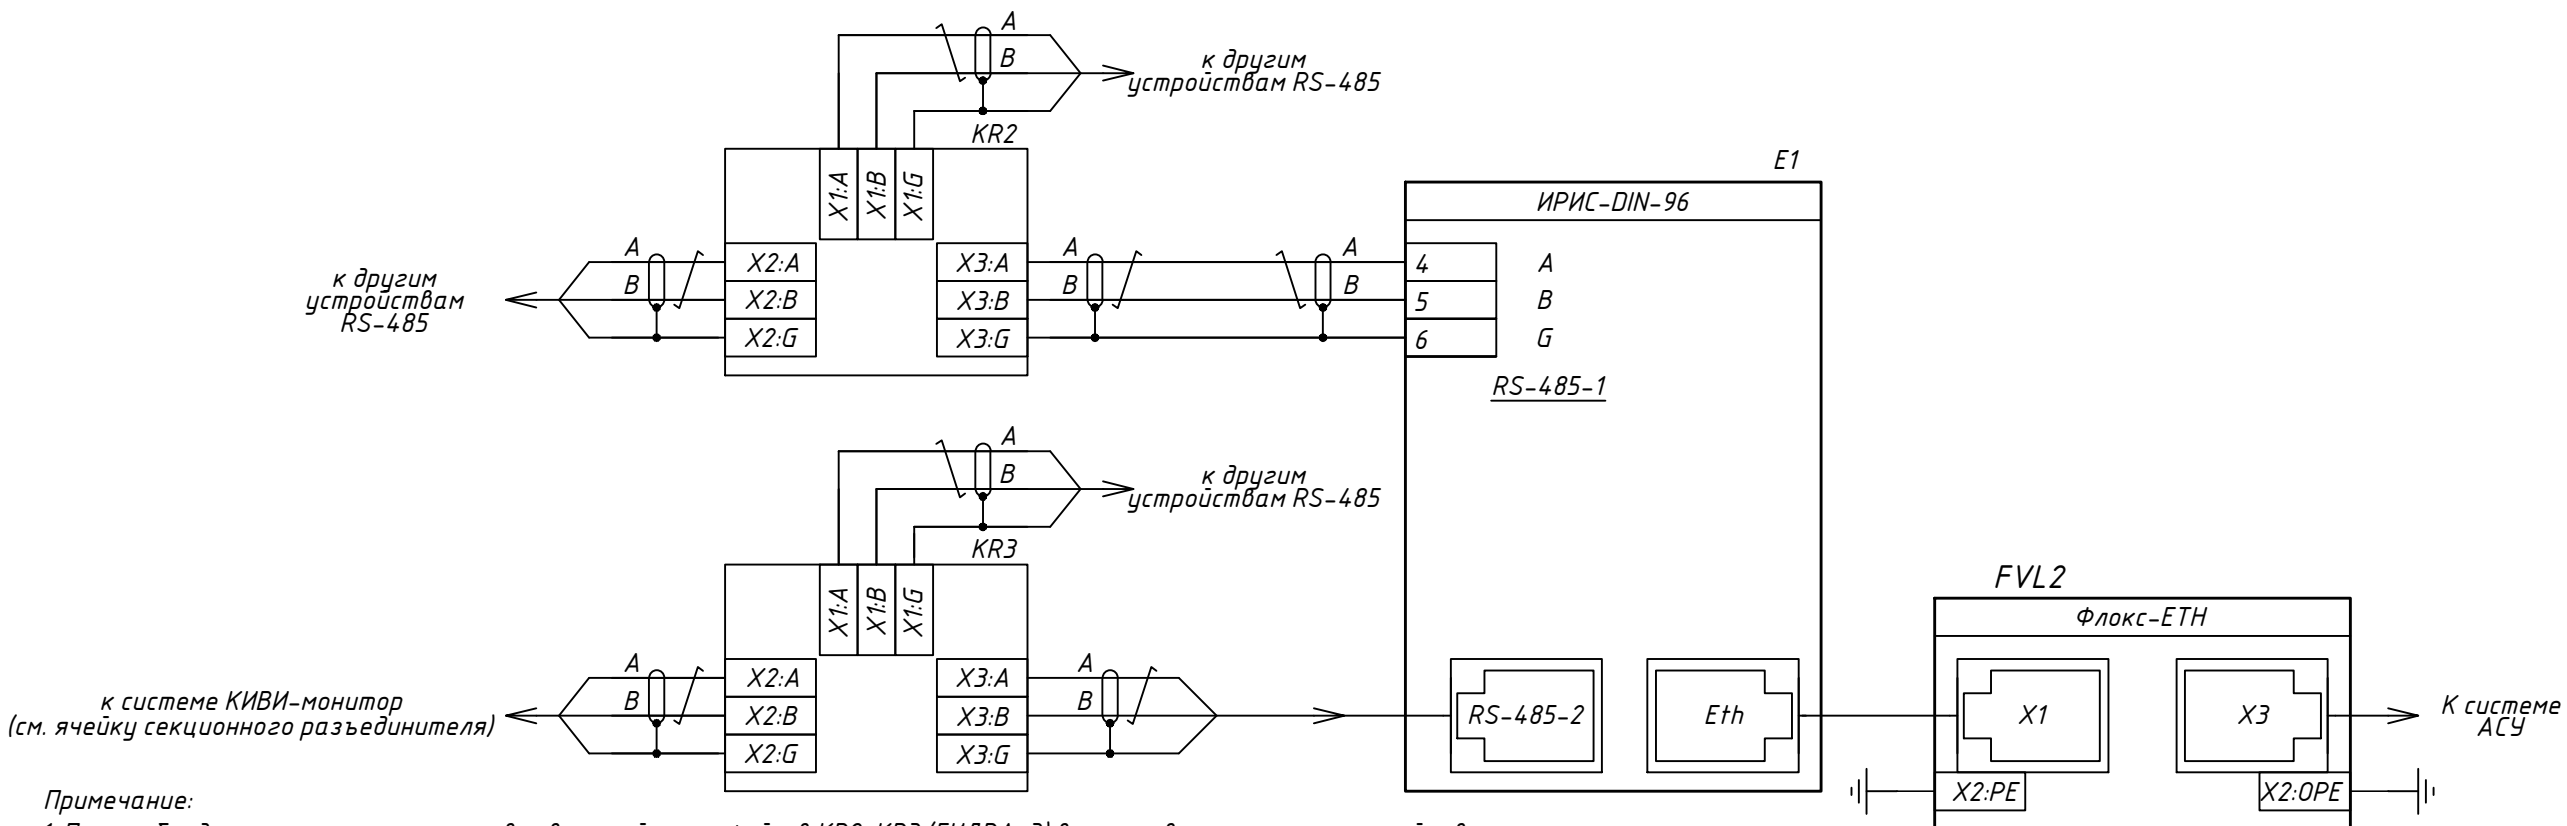 A
B
к другим
устройствам RS-485
KR2
X1:A
X1:B
X1:G
E1
ИРИС-DIN-96
к другим
устройствам
RS-485
A
B
X2:A
X2:B
X2:G
X3:A
X3:B
X3:G
A
B
A
B
4
5
6
A
B
G
RS-485-1
A
B
к другим
устройствам RS-485
KR3
X1:A
X1:B
X1:G
FVL2
Флокс-ETH
к системе КИВИ-монитор
(см. ячейку секционного разъединителя)
A
B
X2:A
X2:B
X2:G
X3:A
X3:B
X3:G
A
B
RS-485-2
Eth
X1
X3
К системе
АСУ
X2:PE
X2:OPE
Примечание: